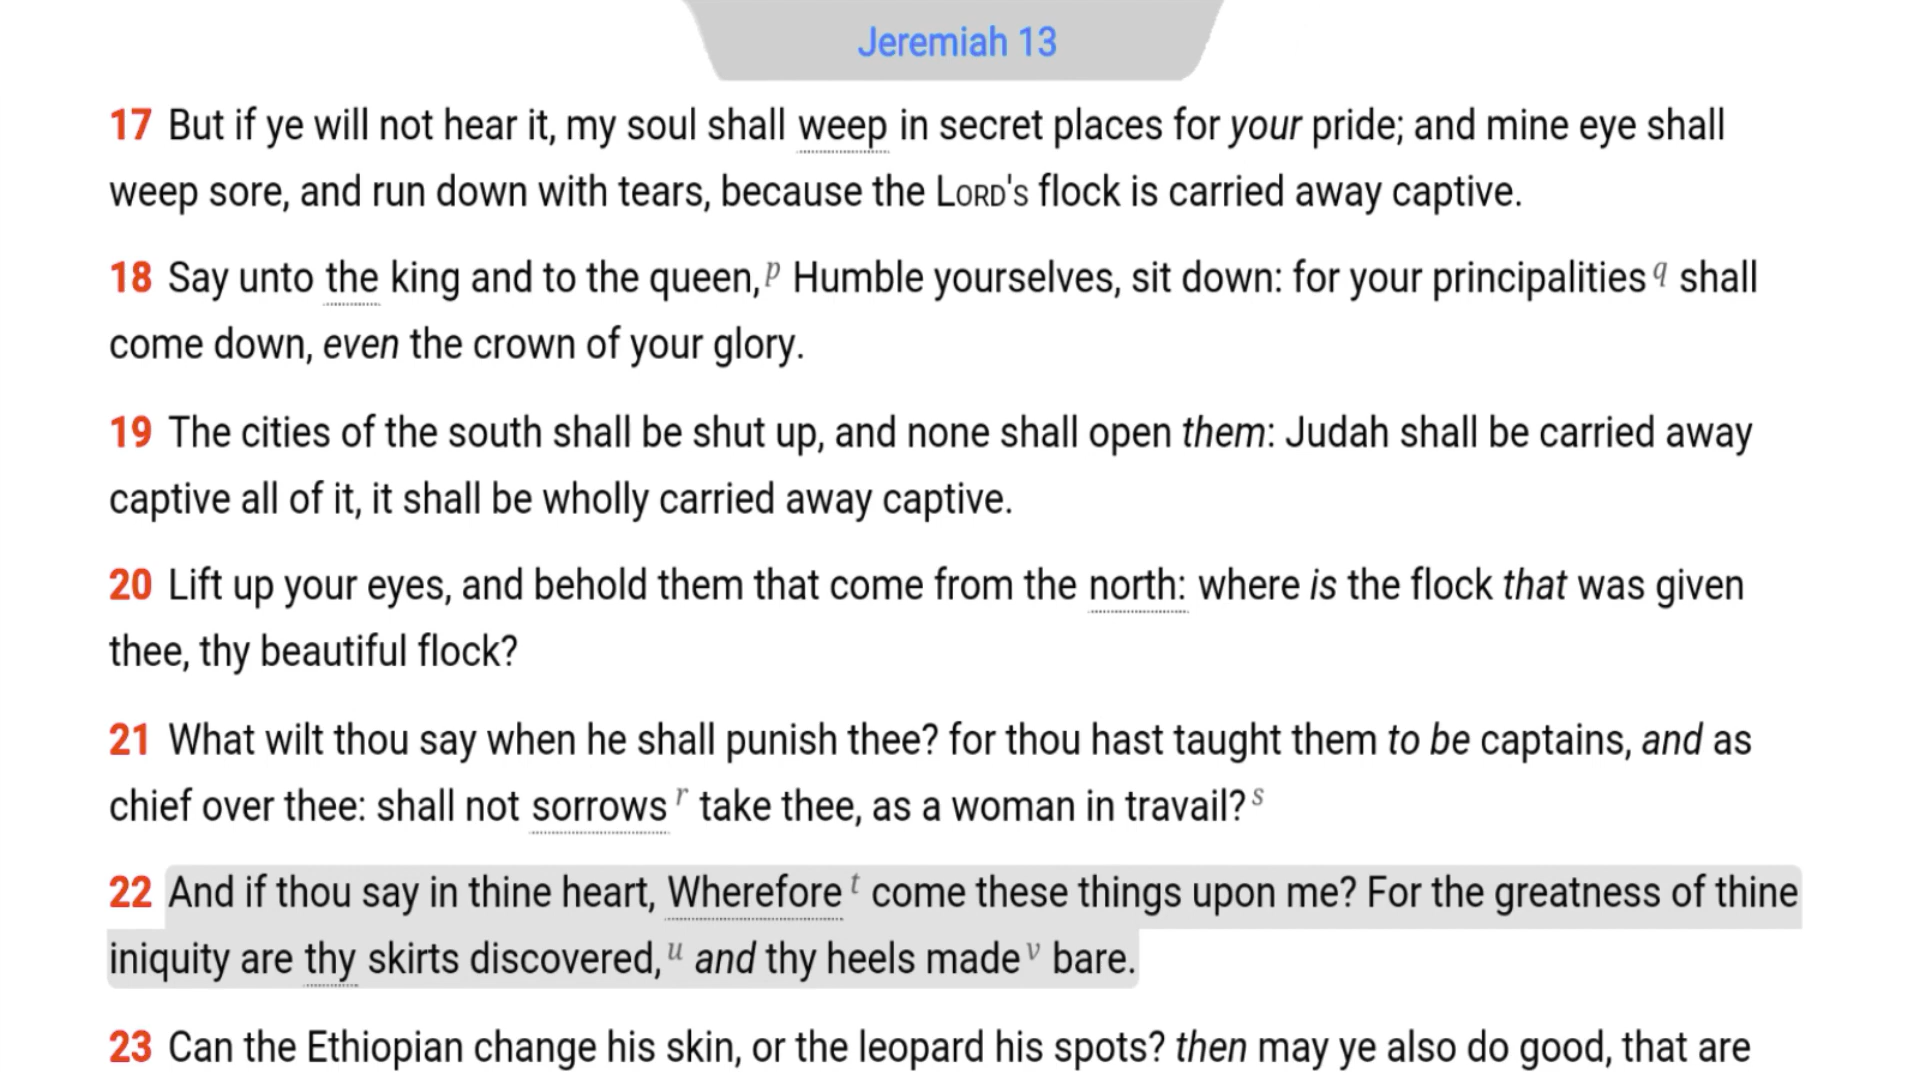 Jeremiah 13
17 But if ye will not hear it, my soul shall weep in secret places for your pride; and mine eye shall
weep sore, and run down with tears, because the LORD's flock is carried away captive.
18 Say unto the king and to the queen, p Humble yourselves, sit down: for your principalities q shall
come down, even the crown of your glory.
19 The cities of the south shall be shut up, and none shall open them: Judah shall be carried away
captive all of it, it shall be wholly carried away captive.
20 Lift up your eyes, and behold them that come from the north: where is the flock that was given
thee, thy beautiful flock?
21 What wilt thou say when he shall punish thee? for thou hast taught them to be captains, and as
chief over thee: shall not sorrows r take thee, as a woman in travail? s
22 And if thou say in thine heart, Wherefore t come these things upon me? For the greatness of thine
iniquity are thy skirts discovered, u and thy heels made v bare.
23 Can the Ethiopian change his skin, or the leopard his spots? then may ye also do good, that are